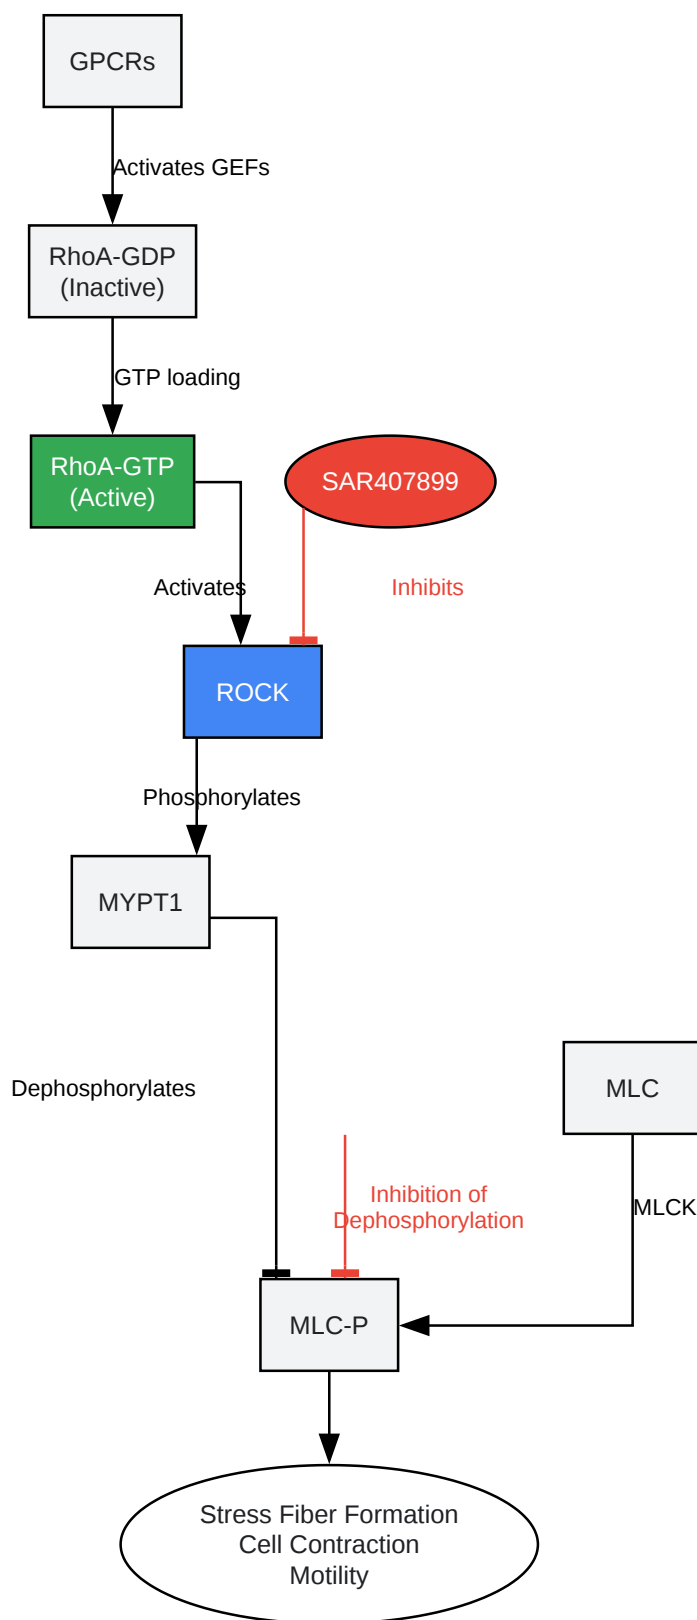 GPCRs
Activates GEFs
RhoA-GDP
(Inactive)
GTP loading
RhoA-GTP
(Active)
SAR407899
Activates
Inhibits
ROCK
Phosphorylates
MYPT1
Dephosphorylates
MLC
Inhibition of
Dephosphorylation
MLCK
MLC-P
Stress Fiber Formation
Cell Contraction
Motility